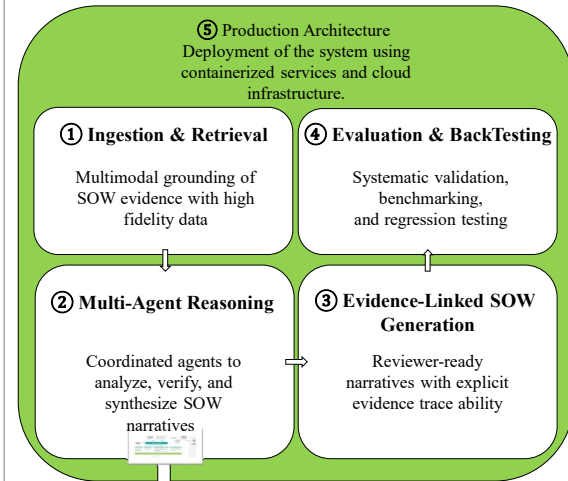 ⑤ Production Architecture
Deployment of the system using
containerized services and cloud
infrastructure.
① Ingestion & Retrieval
Multimodal grounding of
SOW evidence with high
fidelity data
④ Evaluation & BackTesting
Systematic validation,
benchmarking,
and regression testing
② Multi-Agent Reasoning
Coordinated agents to
analyze, verify, and
synthesize SOW
narratives
③ Evidence-Linked SOW
Generation
Reviewer-ready
narratives with explicit
evidence trace ability